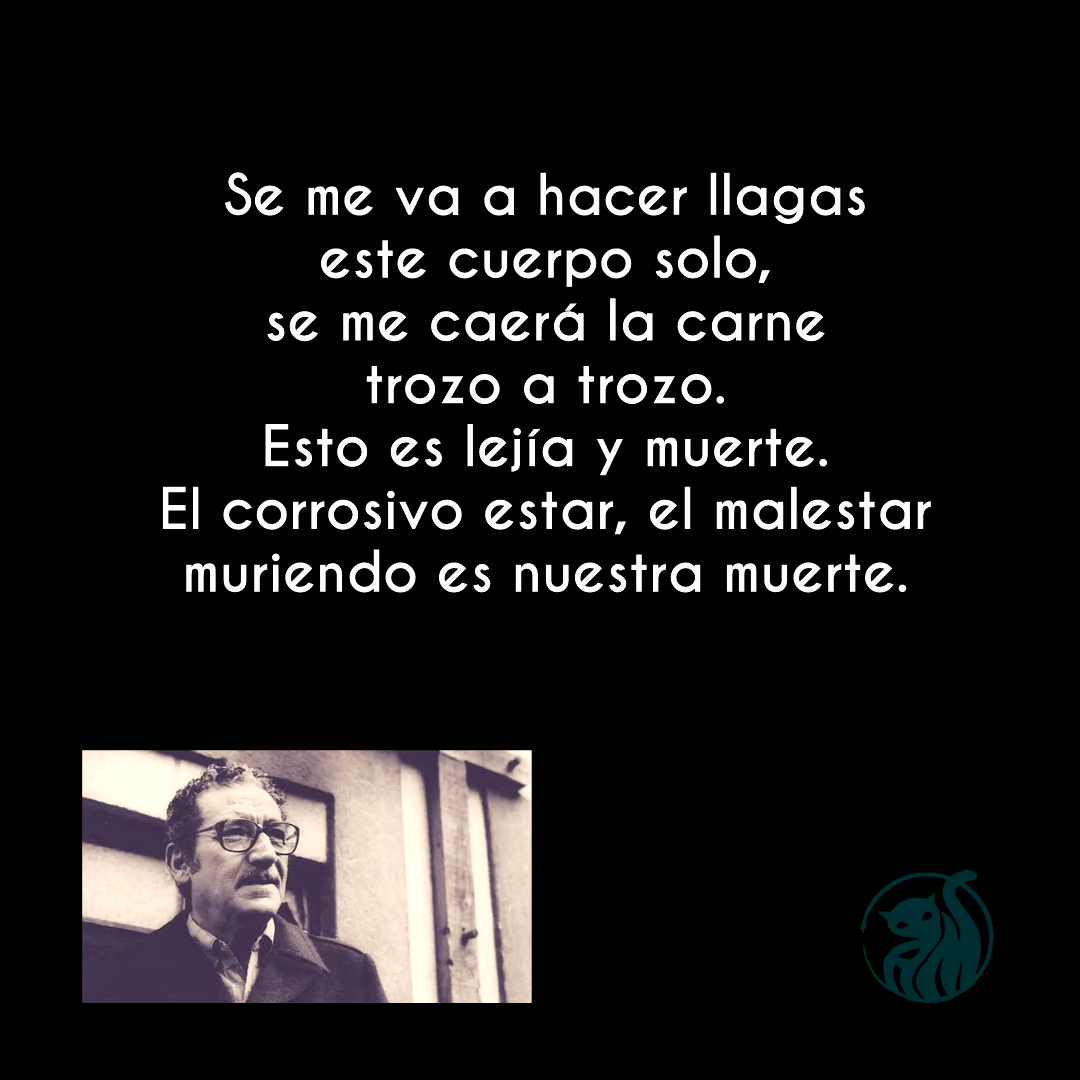 Se me va a hacer llagas
este cuerpo solo,
se me caerá la carne
trozo a trozo.
Esto es lejía y muerte.
El corrosivo estar, el malestar
muriendo es nuestra muerte.